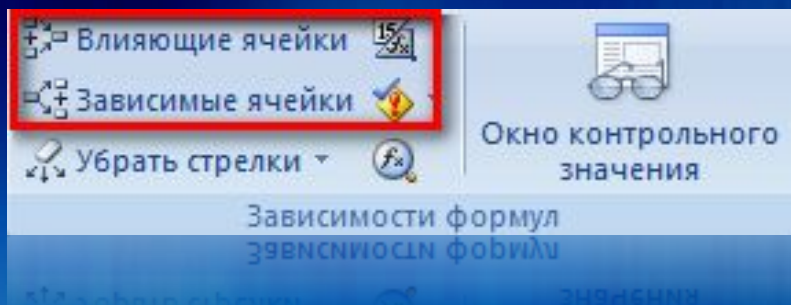 Влияющие ячейки
Зависимые ячейки
Убрать стрелки
Окно контрольного
значения
Зависимости формул